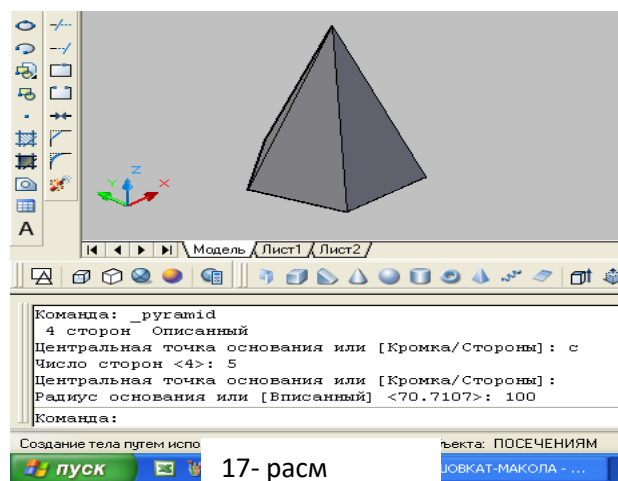 A
Модель Лист1 Лист2
Команда: _pyramid
4 сторон Описанный
Центральная точка основания или [Кромка/Стороны]: с
Число сторон <4>: 5
Центральная точка основания или [Кромка/Стороны]:
Радиус основания или [Вписанный] <70.7107>: 100
Команда:
Создание тела путем испо ъекта: ПОСЕЧЕНИЯМ
пуск 17- расм ШОВКАТ-МАКОЛА - ...
Z
Y X